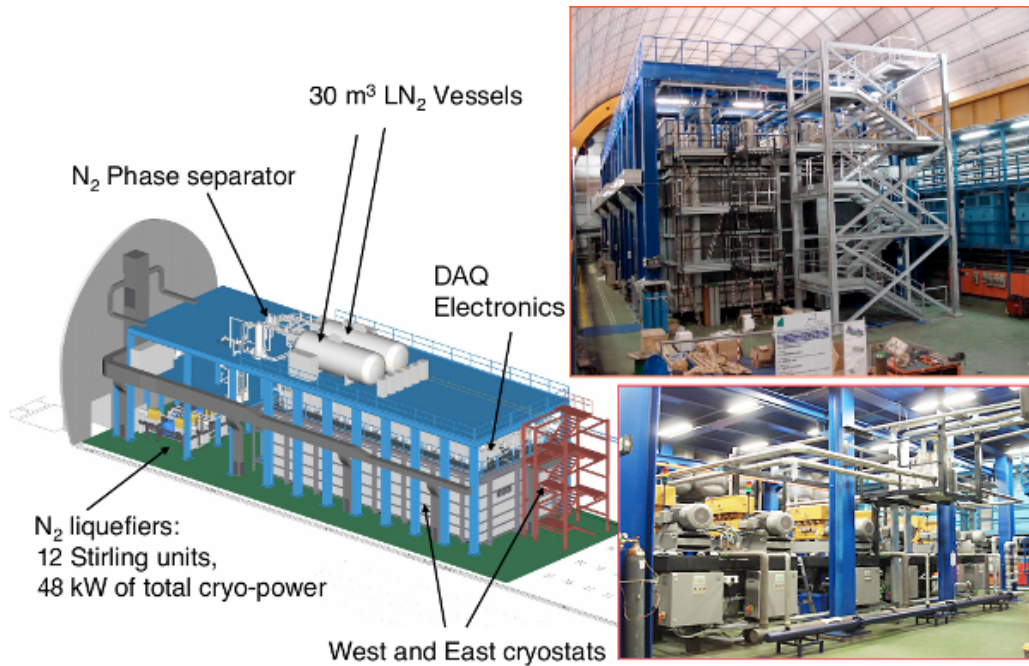 30 m³ LN₂ Vessels
N₂ Phase separator
DAQ
Electronics
N₂ liquefiers:
12 Stirling units,
48 kW of total cryo-power
West and East cryostats